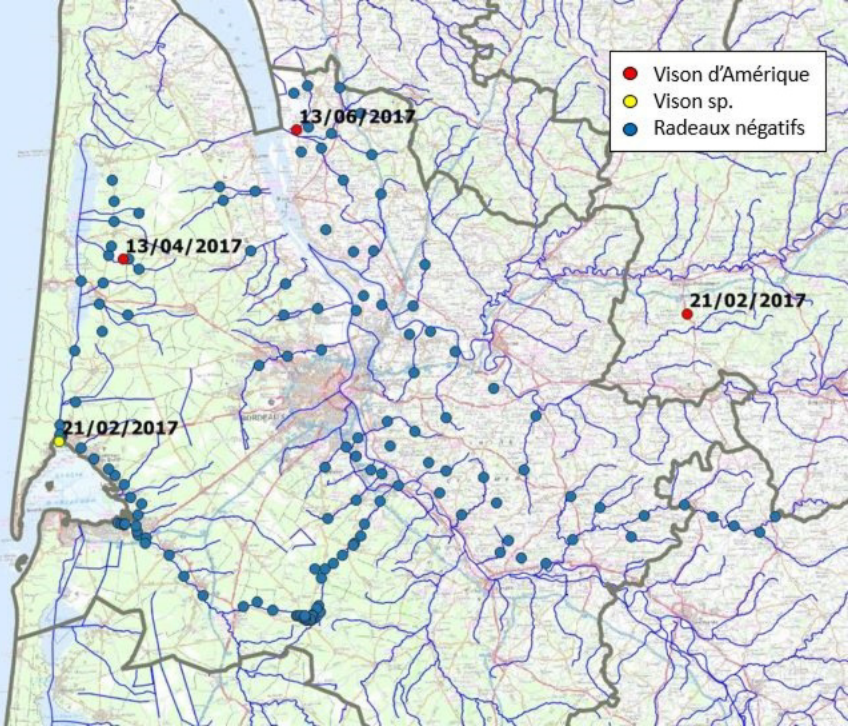 Vison d'Amérique
Vison sp.
Radeaux négatifs
13/06/2017
13/04/2017
21/02/2017
21/02/2017
BORDEAUX